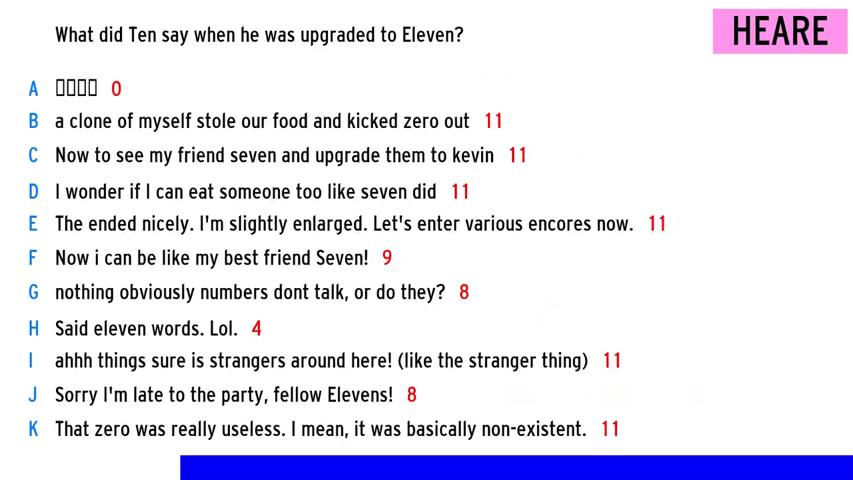 What did Ten say when he was upgraded to Eleven?
HEARE
A 0
B a clone of myself stole our food and kicked zero out 11
C Now to see my friend seven and upgrade them to kevin 11
D I wonder if I can eat someone too like seven did 11
E The ended nicely. I'm slightly enlarged. Let's enter various encores now. 11
F Now i can be like my best friend Seven! 9
G nothing obviously numbers dont talk, or do they? 8
H Said eleven words. Lol. 4
I ahhh things sure is strangers around here! (like the stranger thing) 11
J Sorry I'm late to the party, fellow Elevens! 8
K That zero was really useless. I mean, it was basically non-existent. 11